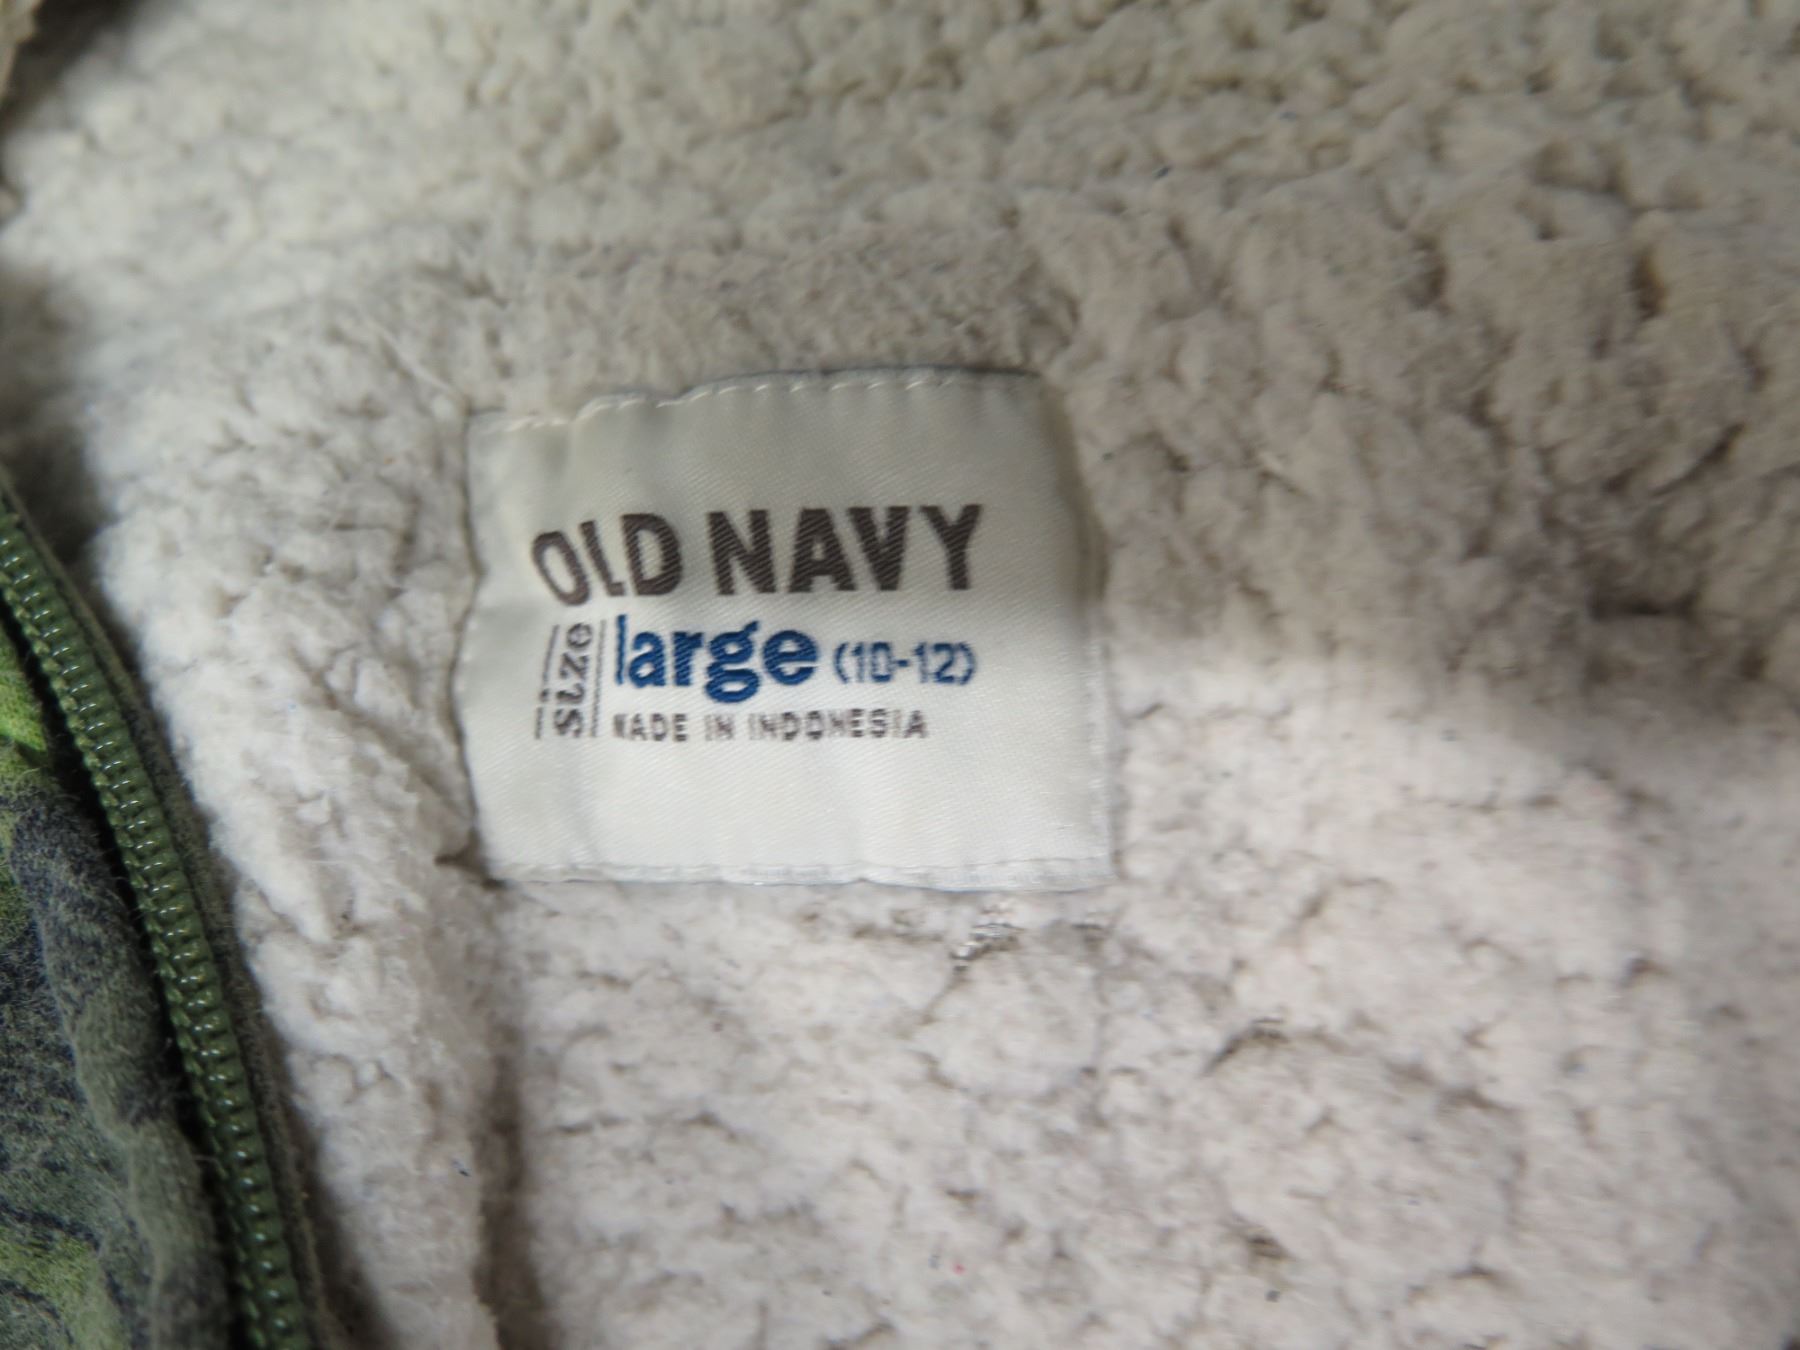 OLD NAVY
size large (10-12)
MADE IN INDONESIA